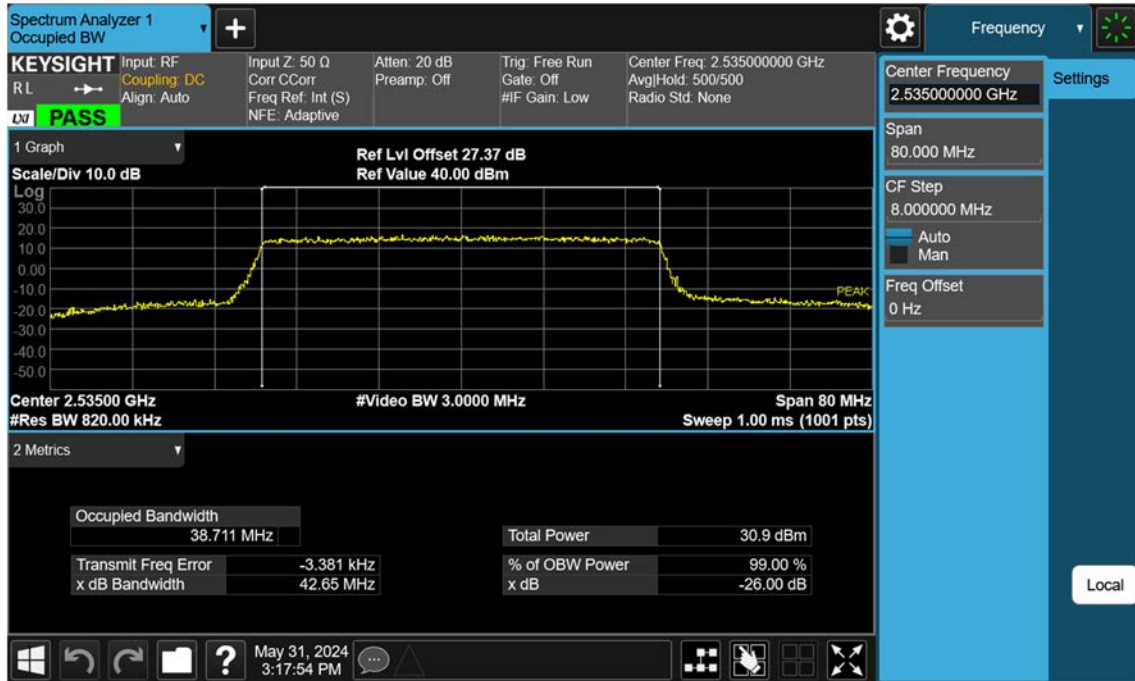 Spectrum Analyzer 1
Occupied BW
+
Frequency
KEYSIGHT
RL
LXI PASS
Input: RF
Coupling: DC
Align: Auto
Input Z: 50 Ω
Corr CCorr
Freq Ref: Int (S)
NFE: Adaptive
Atten: 20 dB
Preamp: Off
Trig: Free Run
Gate: Off
#IF Gain: Low
Center Freq: 2.535000000 GHz
Avg|Hold: 500/500
Radio Std: None
Center Frequency
2.535000000 GHz
Settings
Span
80.000 MHz
CF Step
8.000000 MHz
Auto
Man
Freq Offset
0 Hz
Local
1 Graph
Scale/Div 10.0 dB
Ref Lvl Offset 27.37 dB
Ref Value 40.00 dBm
Log
30.0
20.0
10.0
0.00
-10.0
-20.0
-30.0
-40.0
-50.0
PEAK
Center 2.53500 GHz
#Video BW 3.0000 MHz
Span 80 MHz
#Res BW 820.00 kHz
Sweep 1.00 ms (1001 pts)
2 Metrics
Occupied Bandwidth
38.711 MHz
Total Power 30.9 dBm
Transmit Freq Error -3.381 kHz
% of OBW Power 99.00 %
x dB Bandwidth 42.65 MHz
x dB -26.00 dB
?
May 31, 2024
3:17:54 PM